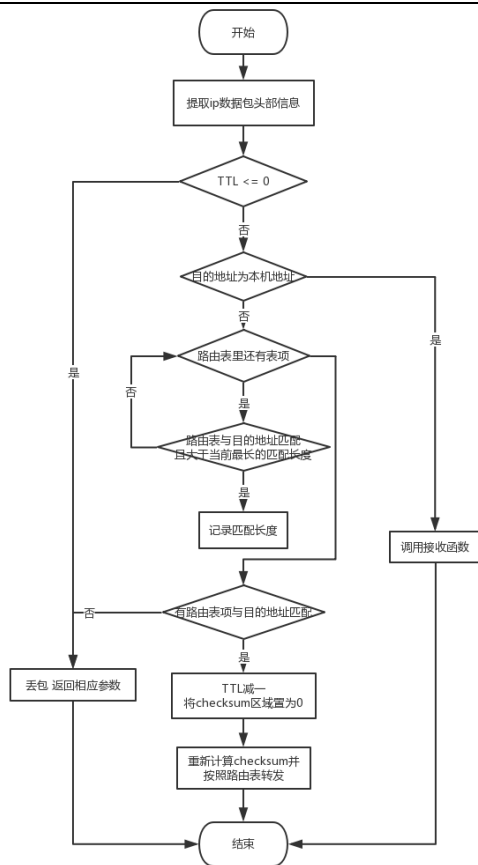 开始
提取ip数据包头部信息
TTL <= 0
否
目的地址为本机地址
否
是
路由表里还有表项
是
否
是
路由表与目的地址匹配
且大于当前最长的匹配长度
是
记录匹配长度
调用接收函数
有路由表项与目的地址匹配
否
是
丢包 返回相应参数
TTL减一
将checksum区域置为0
重新计算checksum并
按照路由表转发
结束